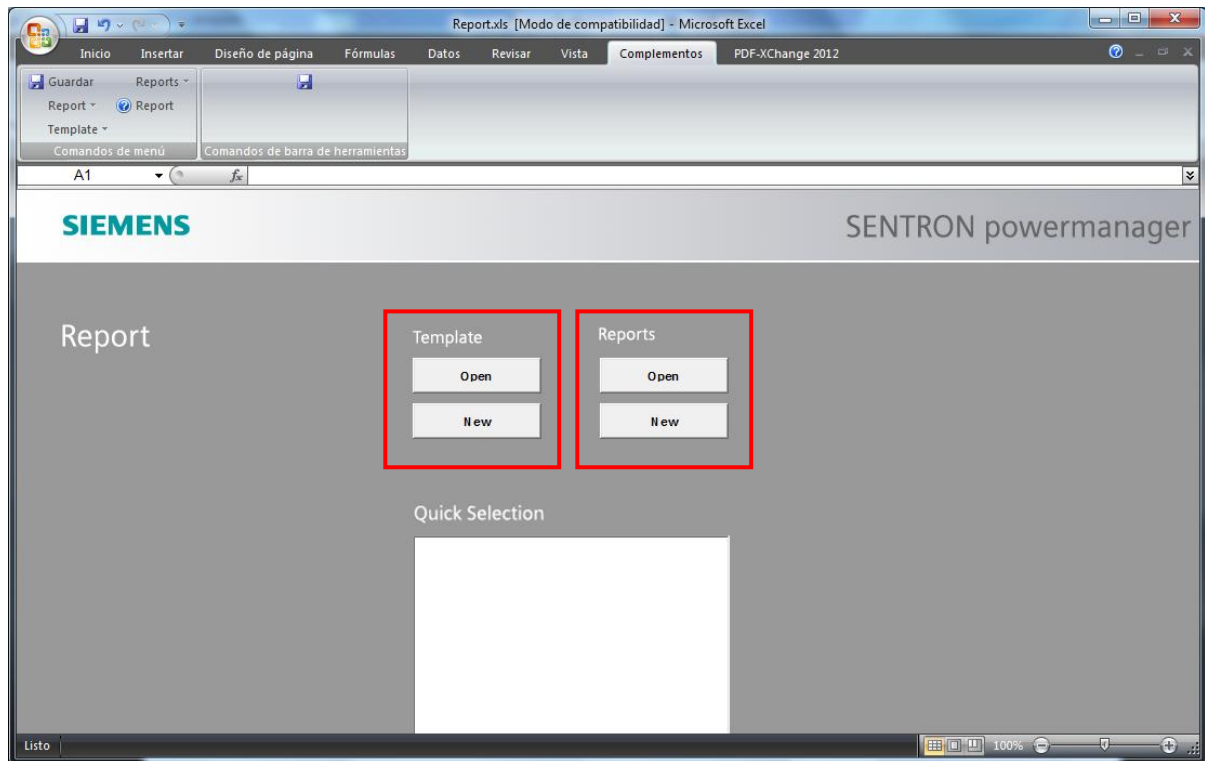 Report.xls [Modo de compatibilidad] - Microsoft Excel
Inicio Insertar Diseño de página Fórmulas Datos Revisar Vista Complementos PDF-XChange 2012
Guardar Reports
Report Report
Template
Comandos de menú Comandos de barra de herramientas
A1 fx
SIEMENS SENTRON powermanager
Report
Template Reports
Open Open
New New
Quick Selection
Listo 100%